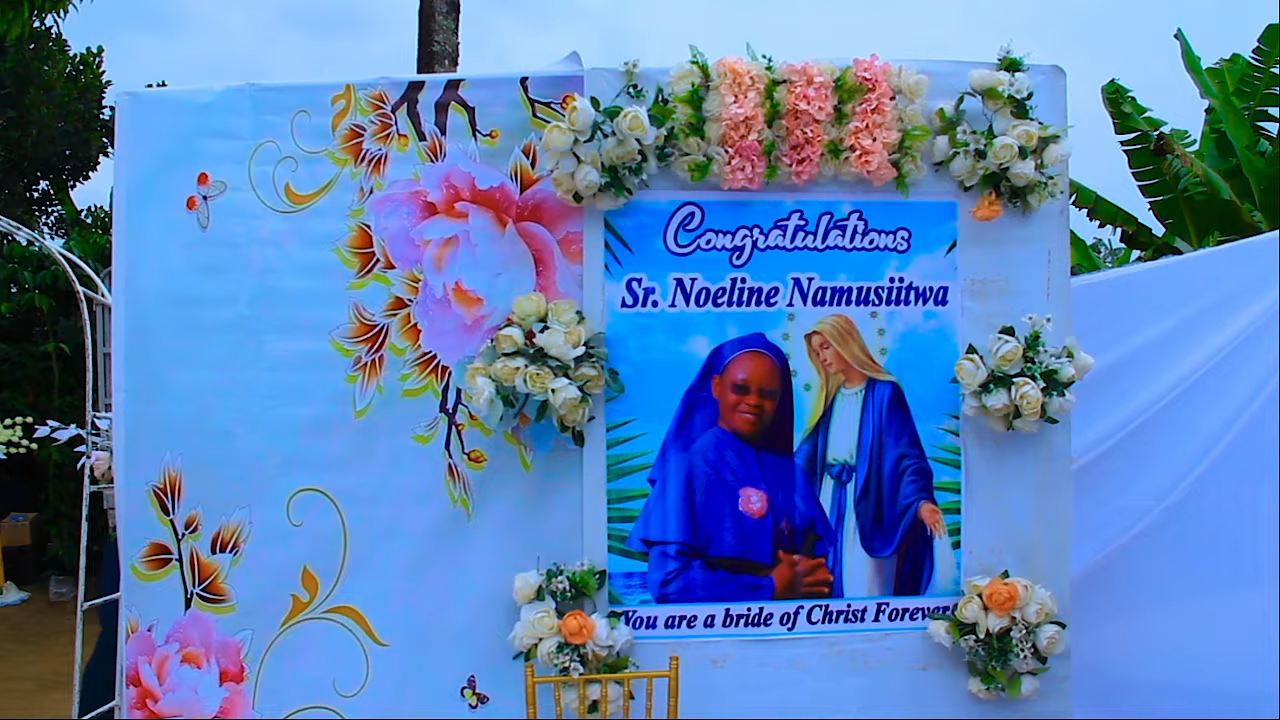 Congratulations
Sr. Noeline Namusiitwa
You are a bride of Christ Forever